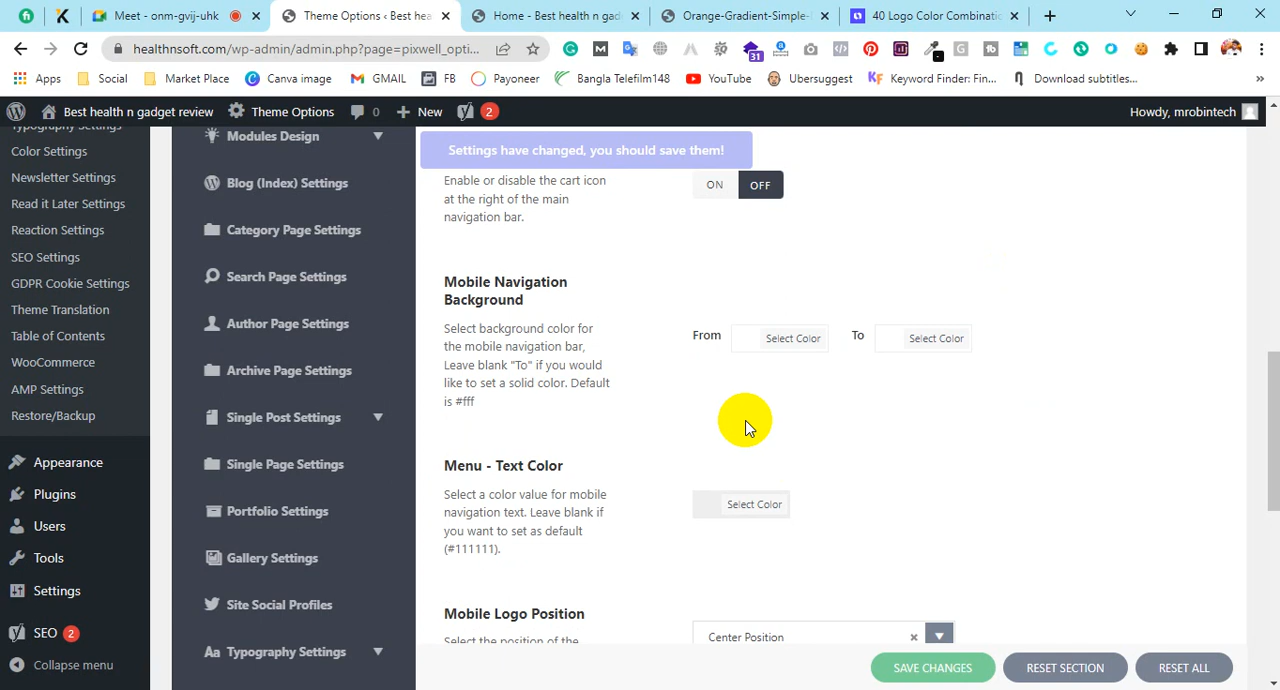 Meet - onm-gvij-uhk
Theme Options ‹ Best hea
Home - Best health n gadget
Orange-Gradient-Simple-
40 Logo Color Combinati
healthnsoft.com/wp-admin/admin.php?page=pixwell_opti...
31
Apps
Social
Market Place
Canva image
GMAIL
FB
Payoneer
Bangla Telefilm148
YouTube
Ubersuggest
Keyword Finder: Fin...
Download subtitles...
»
Best health n gadget review
Theme Options
0
New
2
Howdy, mrobintech
Typography Settings
Color Settings
Newsletter Settings
Read it Later Settings
Reaction Settings
SEO Settings
GDPR Cookie Settings
Theme Translation
Table of Contents
WooCommerce
AMP Settings
Restore/Backup
Appearance
Plugins
Users
Tools
Settings
SEO 2
Collapse menu
Modules Design
Blog (Index) Settings
Category Page Settings
Search Page Settings
Author Page Settings
Archive Page Settings
Single Post Settings
Single Page Settings
Portfolio Settings
Gallery Settings
Site Social Profiles
Typography Settings
Settings have changed, you should save them!
Enable or disable the cart icon
at the right of the main
navigation bar.
ON OFF
Mobile Navigation
Background
Select background color for
the mobile navigation bar,
Leave blank "To" if you would
like to set a solid color. Default
is #fff
From Select Color To Select Color
Menu - Text Color
Select a color value for mobile
navigation text. Leave blank if
you want to set as default
(#111111).
Select Color
Mobile Logo Position
Select the position of the
Center Position ×
SAVE CHANGES RESET SECTION RESET ALL